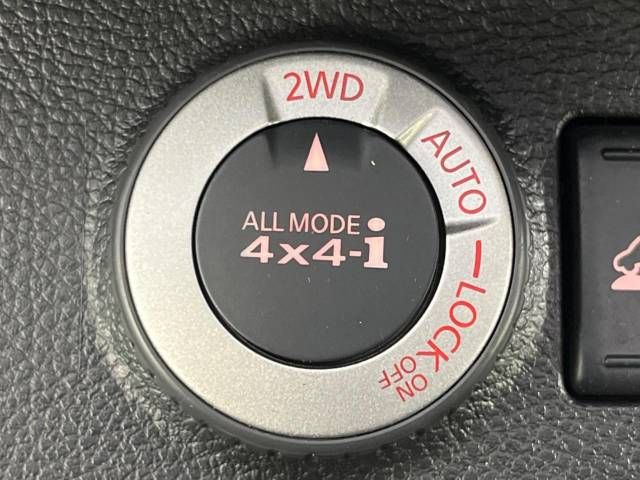 2WD
AUTO
LOCK
ON
OFF
ALL MODE
4x4-i